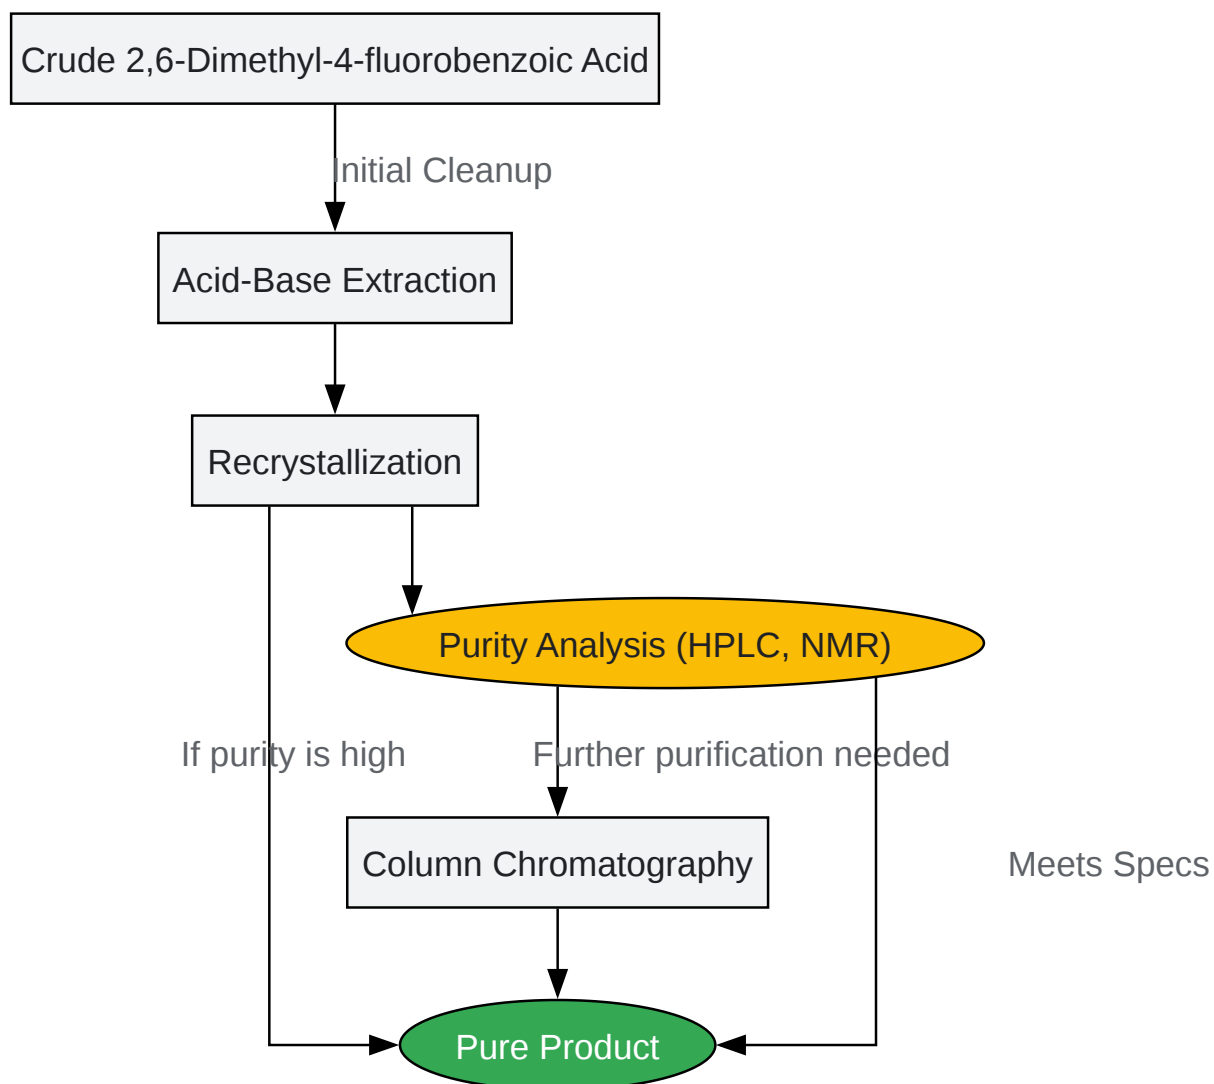 Crude 2,6-Dimethyl-4-fluorobenzoic Acid
Initial Cleanup
Acid-Base Extraction
Recrystallization
Purity Analysis (HPLC, NMR)
If purity is high
Further purification needed
Column Chromatography
Meets Specs
Pure Product